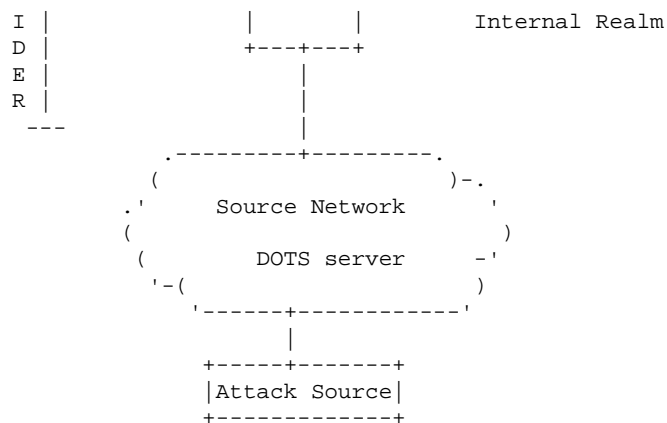 I | | | Internal Realm
D | +---+---+
E | |
R | |
--- |
.---------+---------.
( )-.
.' Source Network '
( )
( DOTS server -'
'-( )
'------+------------'
|
+-----+-------+
|Attack Source|
+-------------+